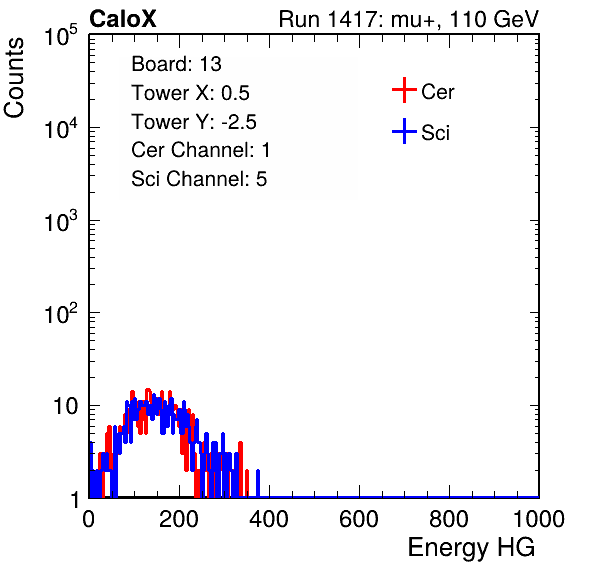 CaloX Run 1417: mu+, 110 GeV
Counts
Board: 13
Tower X: 0.5
Tower Y: -2.5
Cer Channel: 1
Sci Channel: 5
Cer
Sci
10^5
10^4
10^3
10^2
10
1
0 200 400 600 800 1000
Energy HG